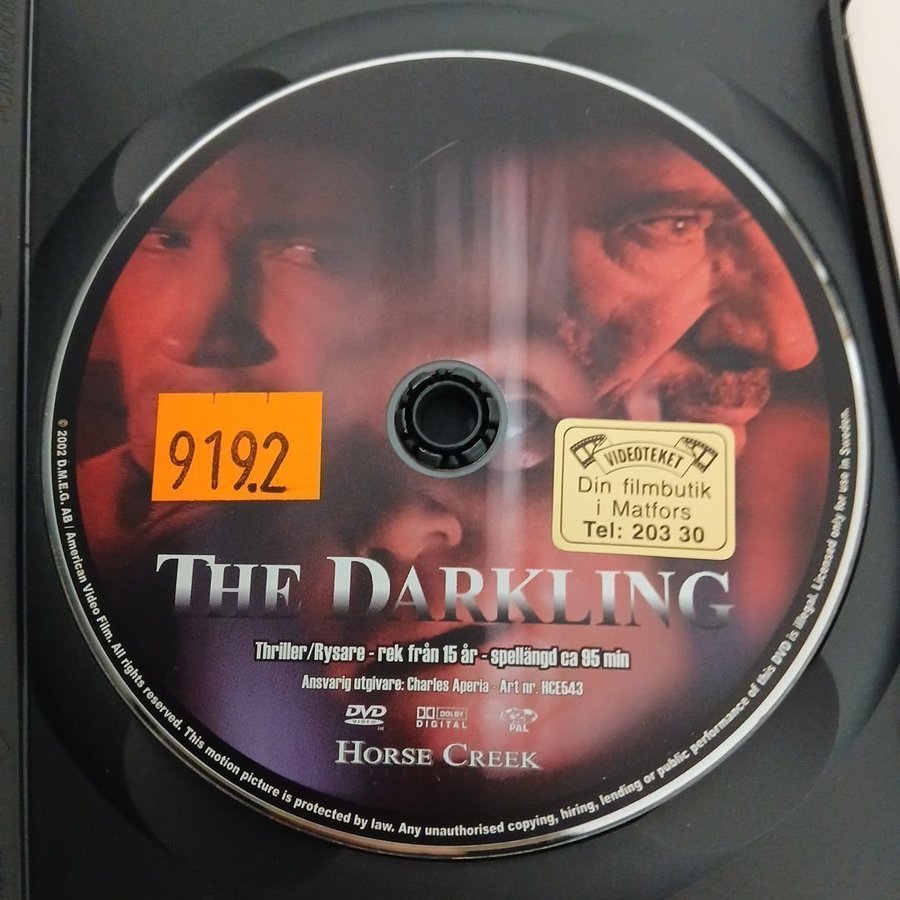 9192
VIDEOTEKET
Din filmbutik
i Matfors
Tel: 203 30
THE DARKLING
Thriller/Rysare - rek från 15 år - spellängd ca 95 min
Ansvarig utgivare: Charles Aperia - Art nr. HCE543
DVD
VIDEO
DOLBY
DIGITAL
PAL
HORSE CREEK
© 2002 D.M.E.G. AB / American Video Film. All rights reserved. This motion picture is protected by law. Any unauthorised copying, hiring, lending or public performance of this DVD is illegal. Licensed only for use in Sweden.